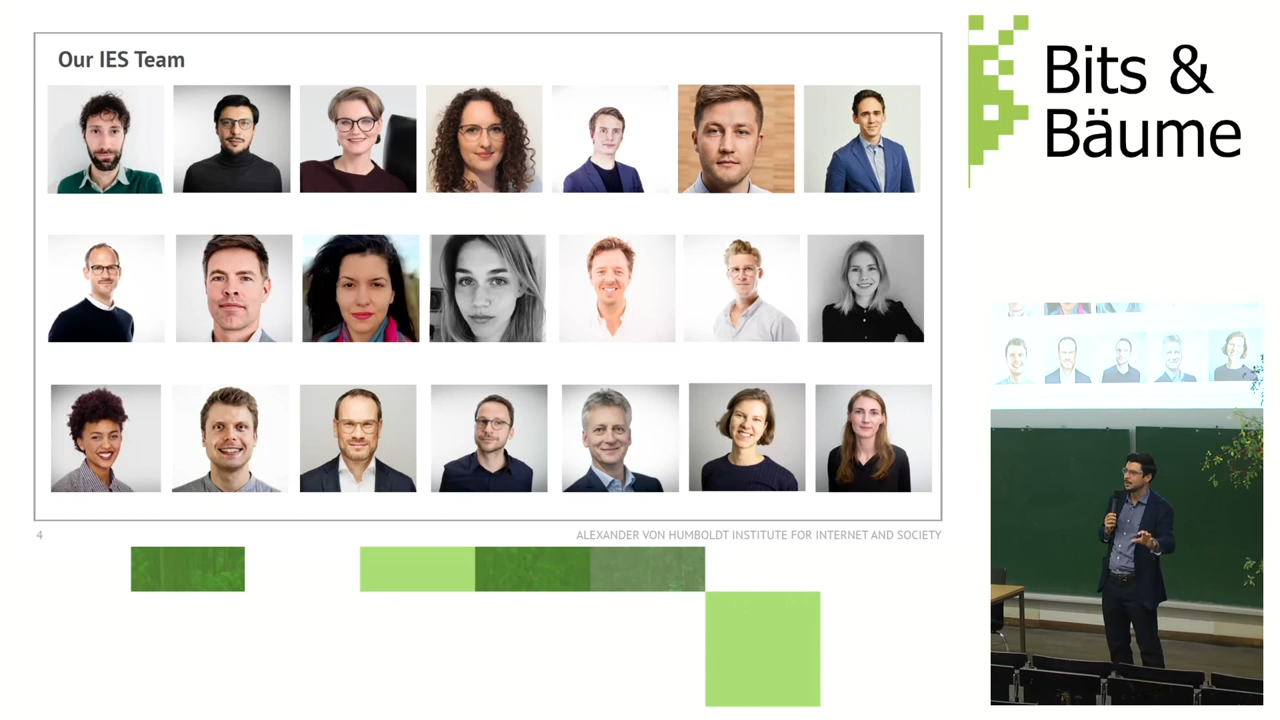 Our IES Team
Bits &
Bäume
4
ALEXANDER VON HUMBOLDT INSTITUTE FOR INTERNET AND SOCIETY